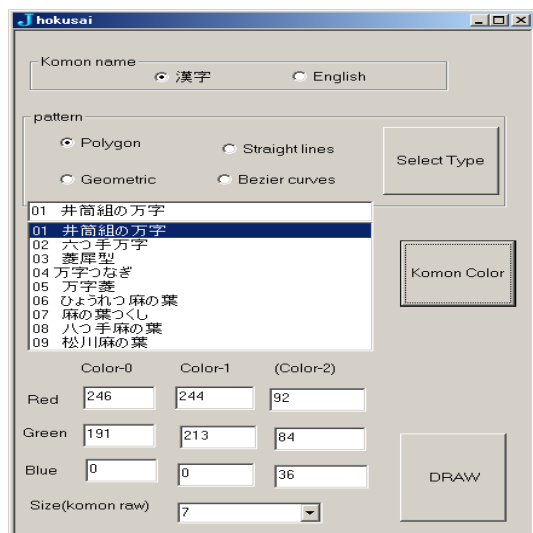 J hokusai
Komon name
漢字 English
pattern
Polygon Straight lines
Select Type
Geometric Bezier curves
01 井筒組の万字
01 井筒組の万字
02 六つ手万字
03 菱犀型
04 万字つなぎ
05 万字菱
06 ひょうれつ麻の葉
07 麻の葉つくし
08 八つ手麻の葉
09 松川麻の葉
Komon Color
Color-0 Color-1 (Color-2)
Red 246 244 92
Green 191 213 84
Blue 0 0 36
DRAW
Size(komon raw) 7